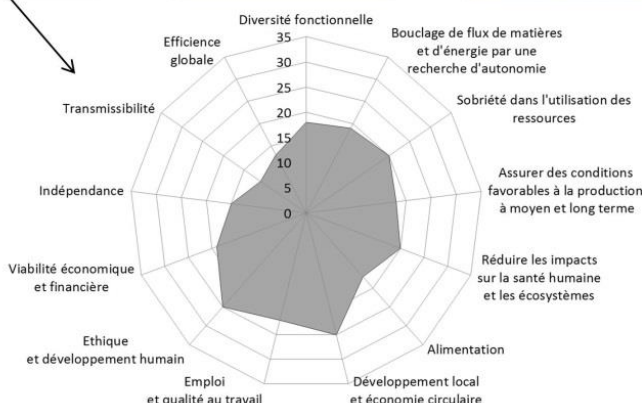 Diversité fonctionnelle
35
30
25
20
15
10
5
0
Bouclage de flux de matières
et d'énergie par une
recherche d'autonomie
Sobriété dans l'utilisation des
ressources
Assurer des conditions
favorables à la production
à moyen et long terme
Réduire les impacts
sur la santé humaine
et les écosystèmes
Alimentation
Développement local
et économie circulaire
Emploi
et qualité au travail
Ethique
et développement humain
Viabilité économique
et financière
Indépendance
Transmissibilité
Efficience
globale